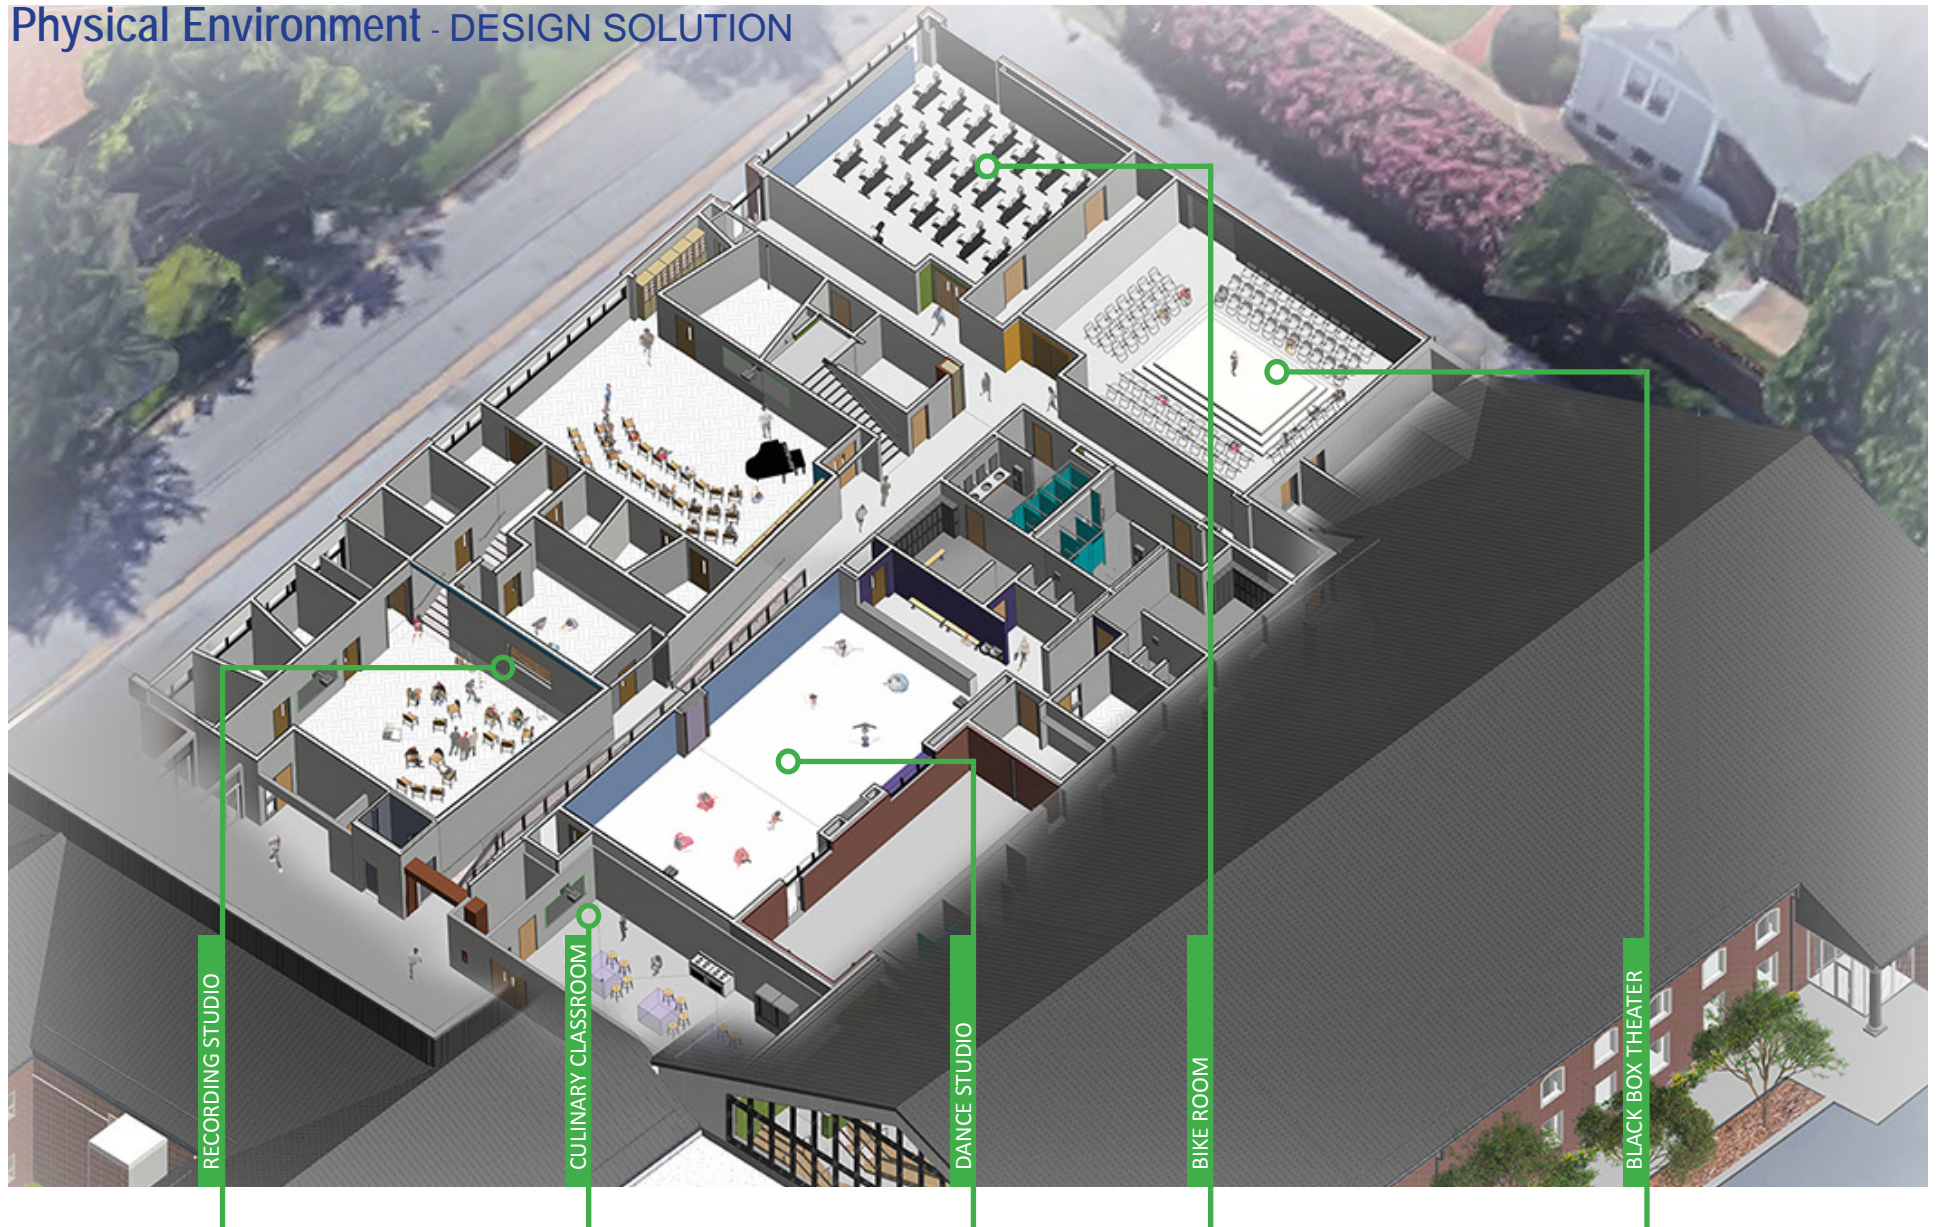 Physical Environment - DESIGN SOLUTION
RECORDING STUDIO
CULINARY CLASSROOM
DANCE STUDIO
BIKE ROOM
BLACK BOX THEATER